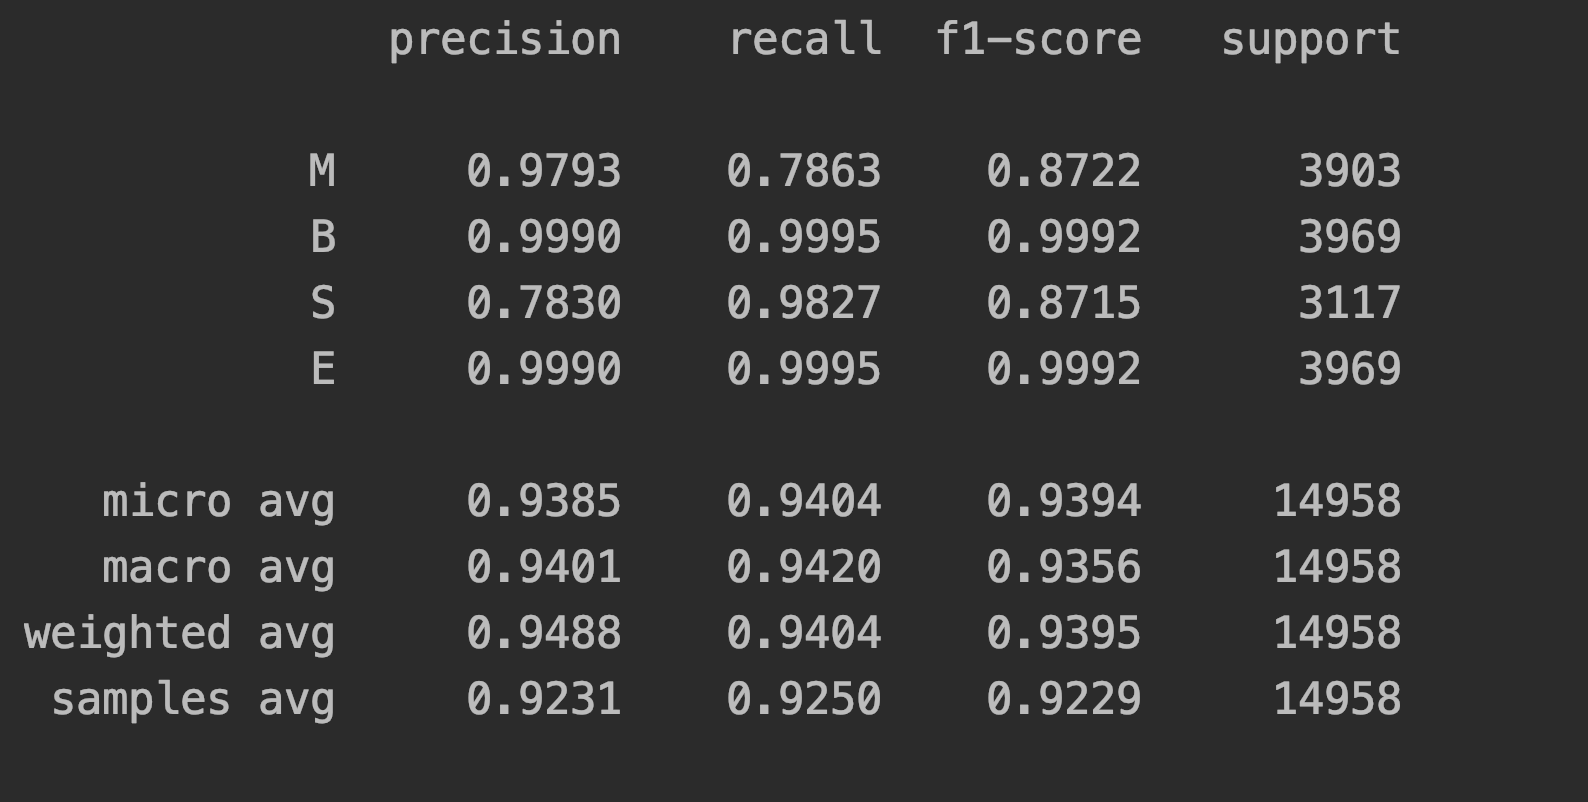 precision recall f1-score support
M 0.9793 0.7863 0.8722 3903
B 0.9990 0.9995 0.9992 3969
S 0.7830 0.9827 0.8715 3117
E 0.9990 0.9995 0.9992 3969
micro avg 0.9385 0.9404 0.9394 14958
macro avg 0.9401 0.9420 0.9356 14958
weighted avg 0.9488 0.9404 0.9395 14958
samples avg 0.9231 0.9250 0.9229 14958